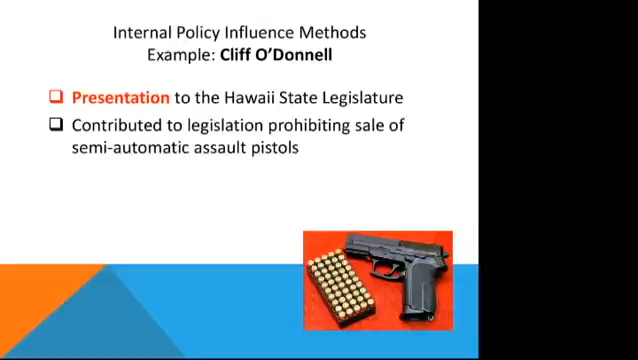 Internal Policy Influence Methods
Example: Cliff O’Donnell
Presentation to the Hawaii State Legislature
Contributed to legislation prohibiting sale of
semi-automatic assault pistols